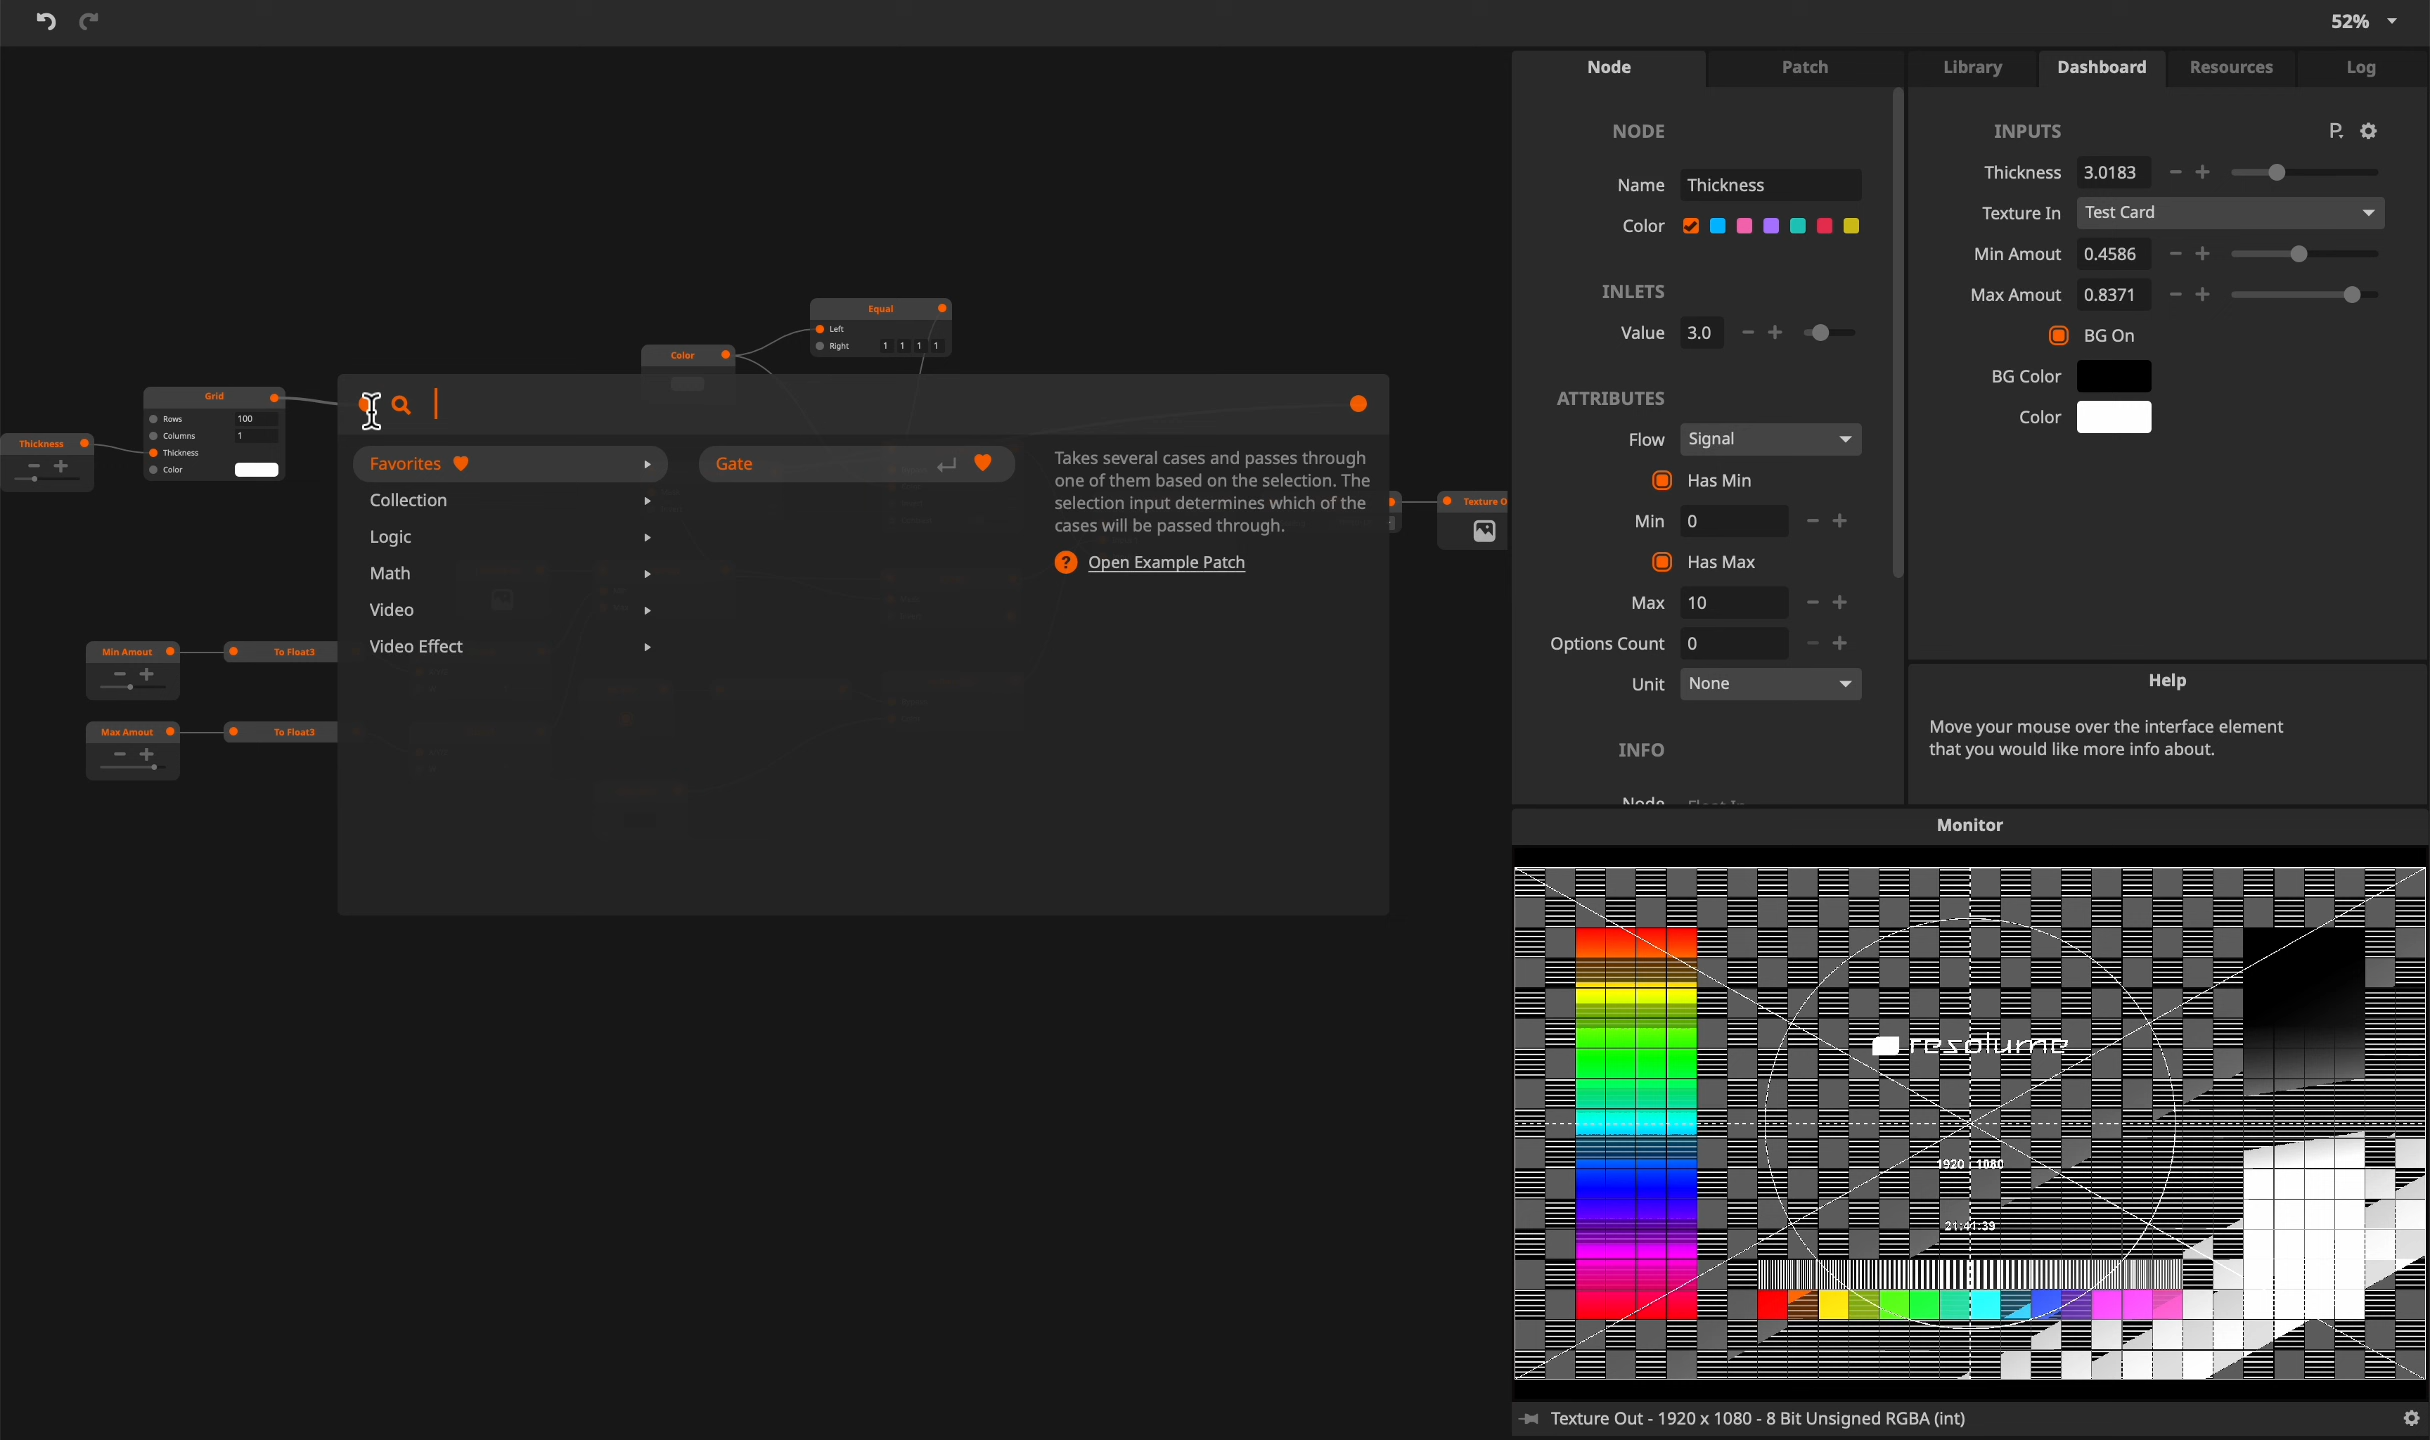 52%
Node
Patch
Library
Dashboard
Resources
Log
NODE
Name Thickness
Color
INLETS
Value 3.0
ATTRIBUTES
Flow Signal
Has Min
Min 0
Has Max
Max 10
Options Count 0
Unit None
INFO
INPUTS
P.
Thickness 3.0183
Texture In Test Card
Min Amout 0.4586
Max Amout 0.8371
BG On
BG Color
Color
Help
Move your mouse over the interface element
that you would like more info about.
Monitor
resolume
1920 1080
21:41:39
Texture Out - 1920 x 1080 - 8 Bit Unsigned RGBA (int)
Equal
Left
Right 1 1 1 1
Color
Grid
Rows 100
Columns 1
Thickness
Color
Thickness
Favorites
Collection
Logic
Math
Video
Video Effect
Gate
Takes several cases and passes through
one of them based on the selection. The
selection input determines which of the
cases will be passed through.
? Open Example Patch
Texture O
Min Amout
To Float3
Max Amout
To Float3